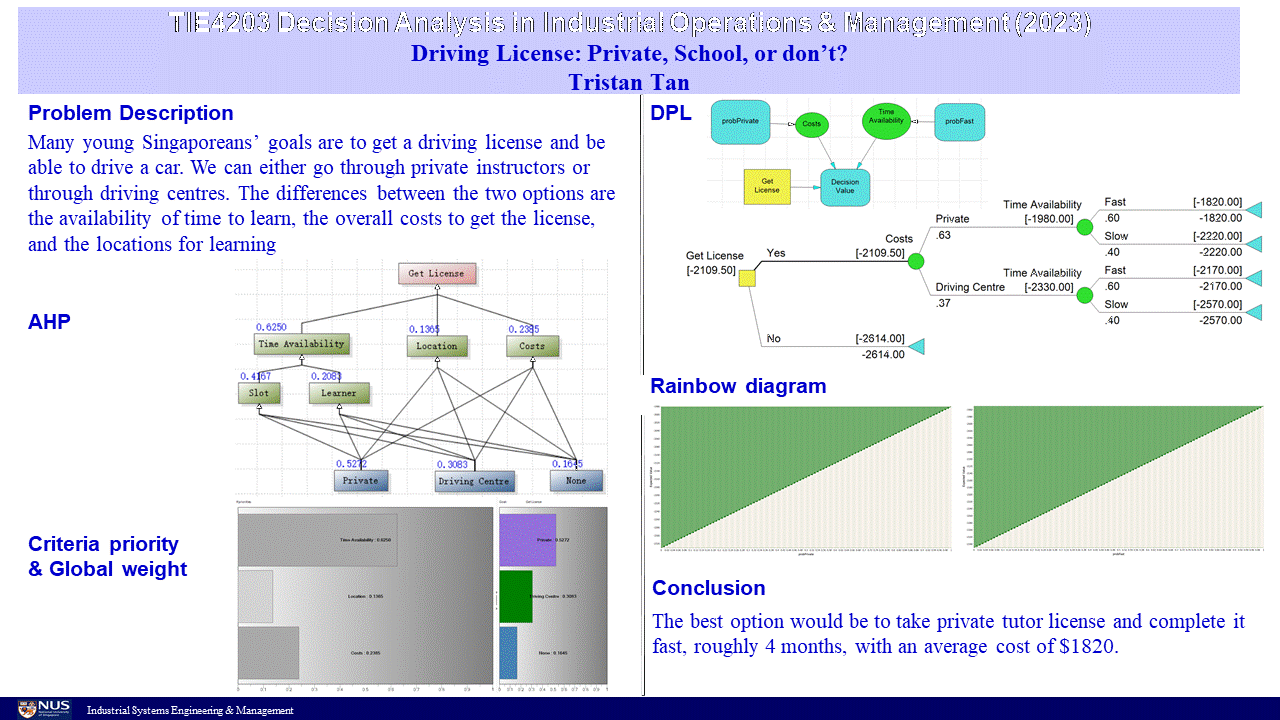 TIE4203 Decision Analysis in Industrial Operations & Management (2023)
Driving License: Private, School, or don’t?
Tristan Tan
Problem Description
Many young Singaporeans’ goals are to get a driving license and be
able to drive a car. We can either go through private instructors or
through driving centres. The differences between the two options are
the availability of time to learn, the overall costs to get the license,
and the locations for learning
AHP
Get License
0.6250
0.1365
0.2385
Time Availability
Location
Costs
0.4167
0.2083
Slot
Learner
0.5272
0.3083
0.1645
Private
Driving Centre
None
Criteria priority
& Global weight
Time Availability : 0.6250
Location : 0.1365
Costs : 0.2385
Private : 0.5272
Driving Centre : 0.3083
None : 0.1645
DPL
probPrivate
Costs
Time
Availability
probFast
Get
License
Decision
Value
Get License
[-2109.50]
Yes
Costs
[-2109.50]
Private
.63
Time Availability
[-1980.00]
Fast
.60
[-1820.00]
-1820.00
Slow
.40
[-2220.00]
-2220.00
Driving Centre
.37
Time Availability
[-2330.00]
Fast
.60
[-2170.00]
-2170.00
Slow
.40
[-2570.00]
-2570.00
No
[-2614.00]
-2614.00
Rainbow diagram
probPrivate
probFast
Conclusion
The best option would be to take private tutor license and complete it
fast, roughly 4 months, with an average cost of $1820.
NUS
National University
of Singapore
Industrial Systems Engineering & Management